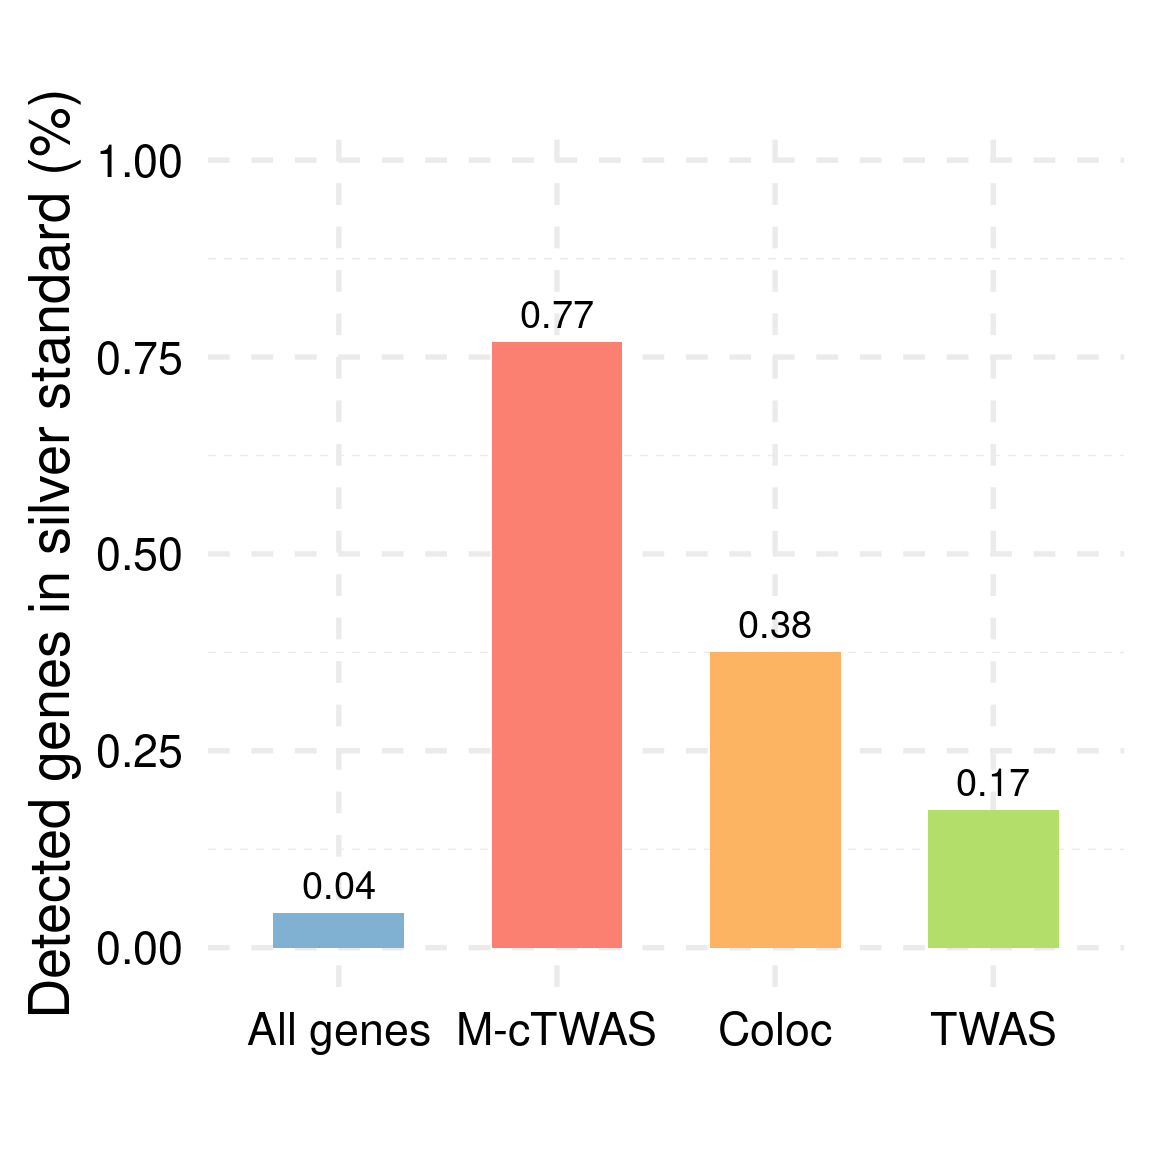 Detected genes in silver standard (%)
1.00
0.75
0.50
0.25
0.00
0.04
0.77
0.38
0.17
All genes
M-cTWAS
Coloc
TWAS